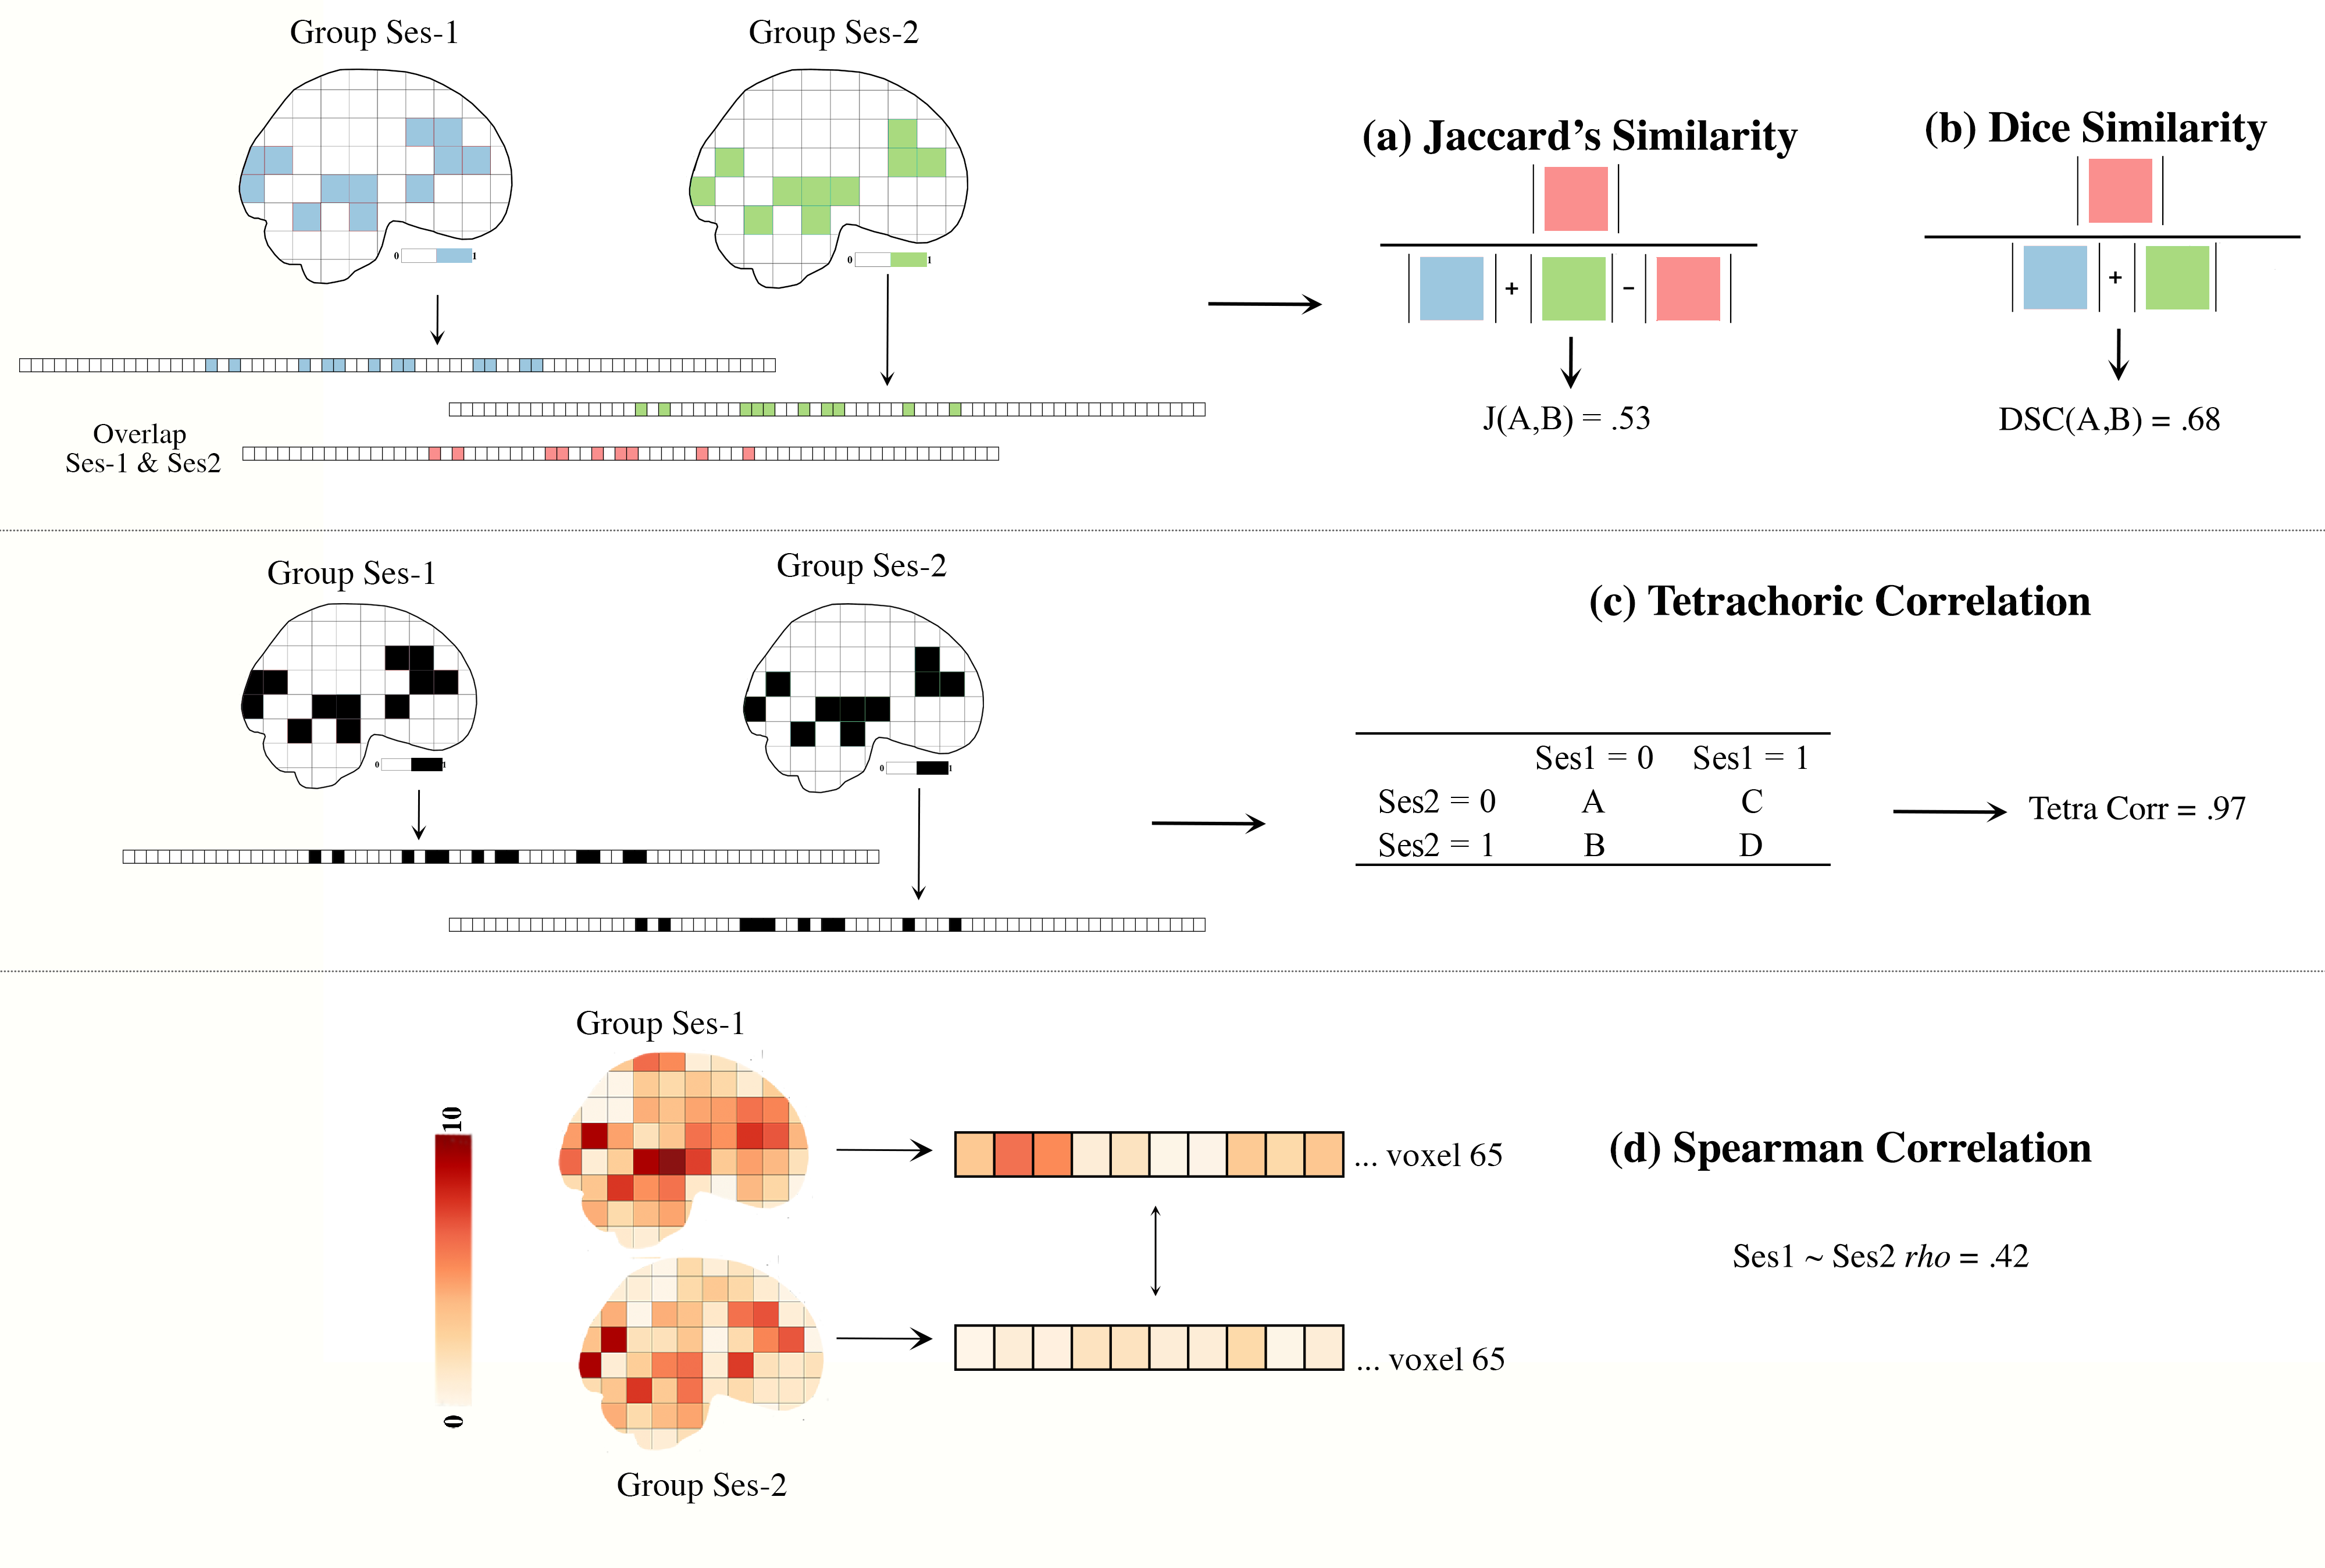 Group Ses-1
Group Ses-2
0 1
0 1
Overlap
Ses-1 & Ses2
(a) Jaccard’s Similarity
+ -
J(A,B) = .53
(b) Dice Similarity
+
DSC(A,B) = .68
Group Ses-1
Group Ses-2
0 1
0 1
(c) Tetrachoric Correlation
Ses1 = 0 Ses1 = 1
Ses2 = 0 A C
Ses2 = 1 B D
Tetra Corr = .97
Group Ses-1
10
0
... voxel 65
... voxel 65
Group Ses-2
(d) Spearman Correlation
Ses1 ~ Ses2 rho = .42